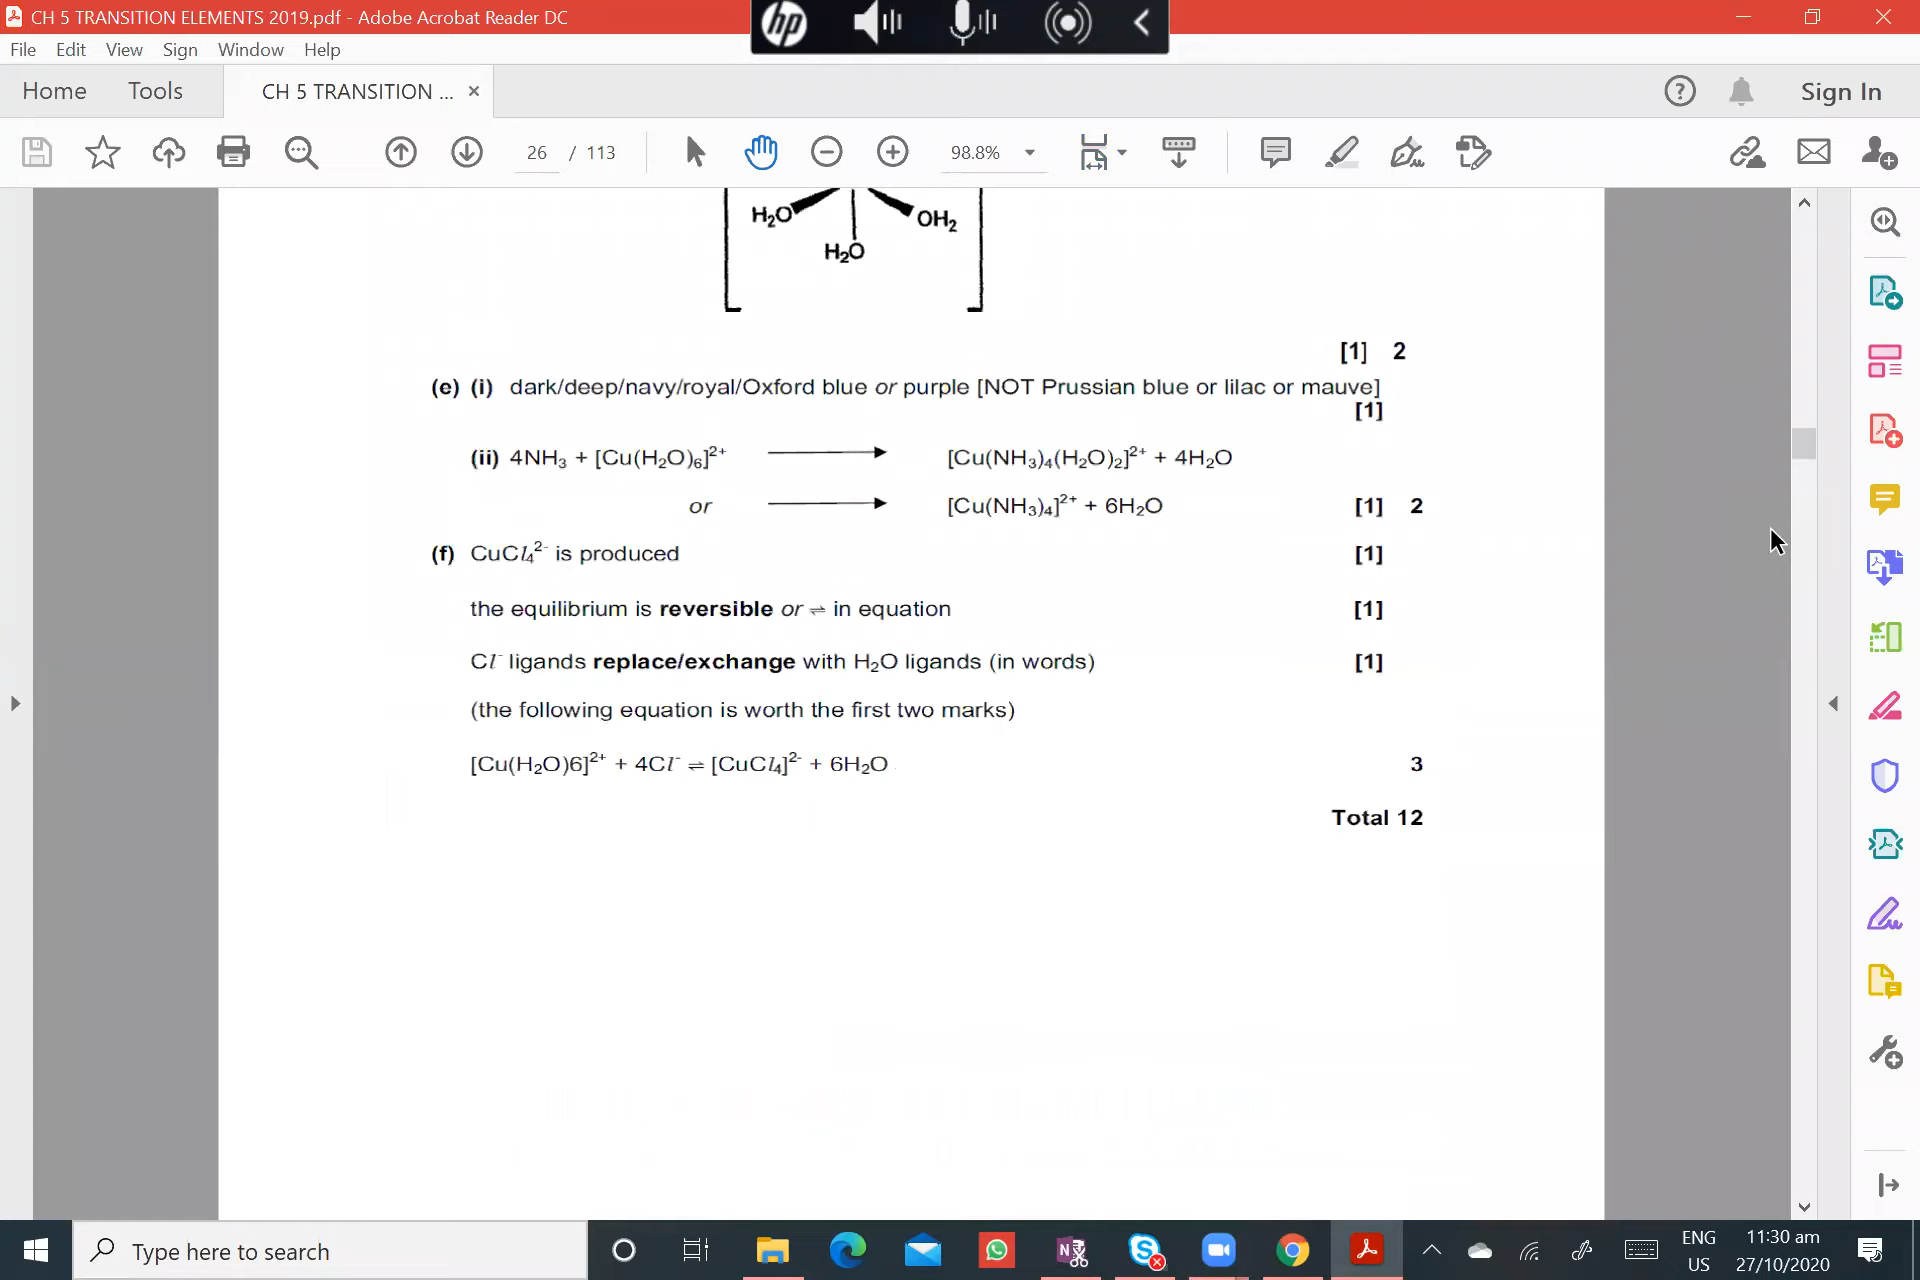 CH 5 TRANSITION ELEMENTS 2019.pdf - Adobe Acrobat Reader DC
hp
File Edit View Sign Window Help
Home Tools CH 5 TRANSITION ... × Sign In
26 / 113 98.8%
H₂O OH₂
H₂O
[1] 2
(e) (i) dark/deep/navy/royal/Oxford blue or purple [NOT Prussian blue or lilac or mauve]
[1]
(ii) 4NH₃ + [Cu(H₂O)₆]²⁺ ⟶ [Cu(NH₃)₄(H₂O)₂]²⁺ + 4H₂O
or ⟶ [Cu(NH₃)₄]²⁺ + 6H₂O [1] 2
(f) CuCl₄²⁻ is produced [1]
the equilibrium is reversible or ⇌ in equation [1]
Cl⁻ ligands replace/exchange with H₂O ligands (in words) [1]
(the following equation is worth the first two marks)
[Cu(H₂O)6]²⁺ + 4Cl⁻ ⇌ [CuCl₄]²⁻ + 6H₂O 3
Total 12
Type here to search
ENG 11:30 am
US 27/10/2020